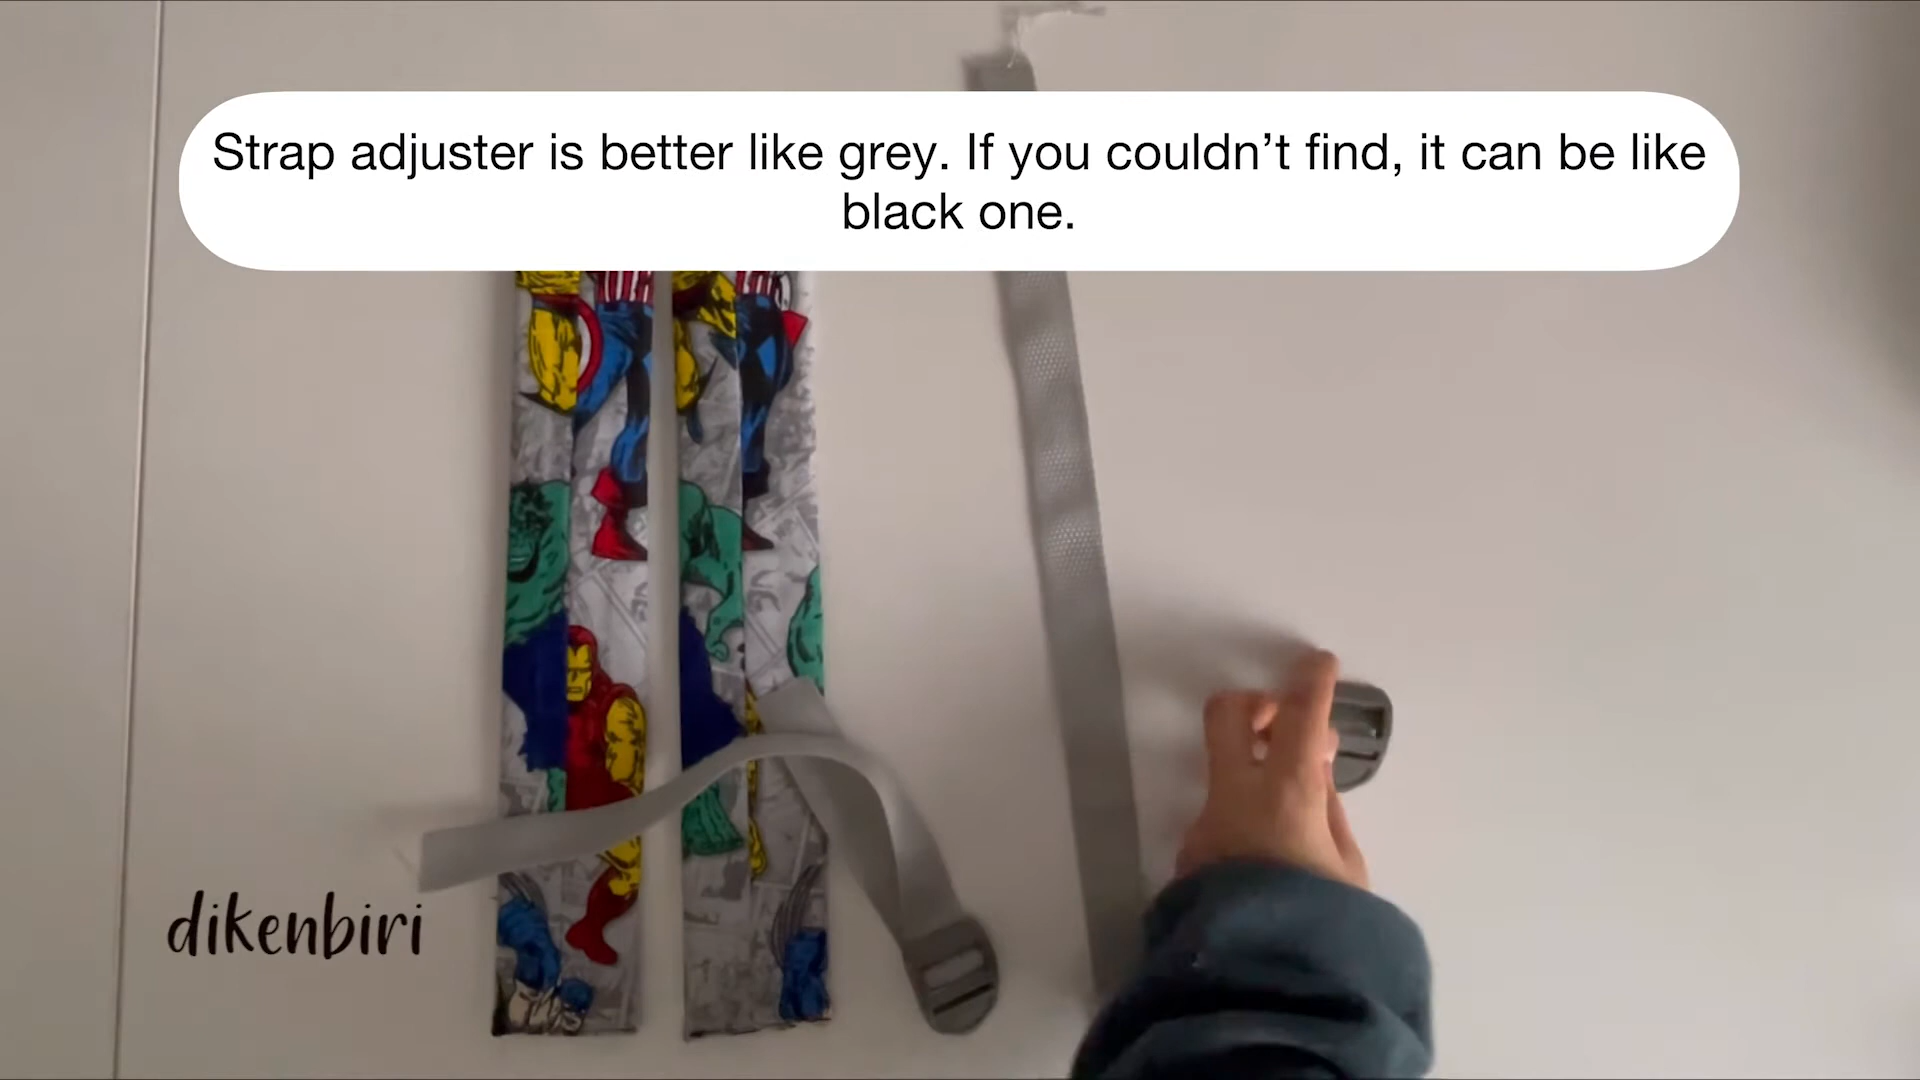 Strap adjuster is better like grey. If you couldn’t find, it can be like
black one.
dikenbiri